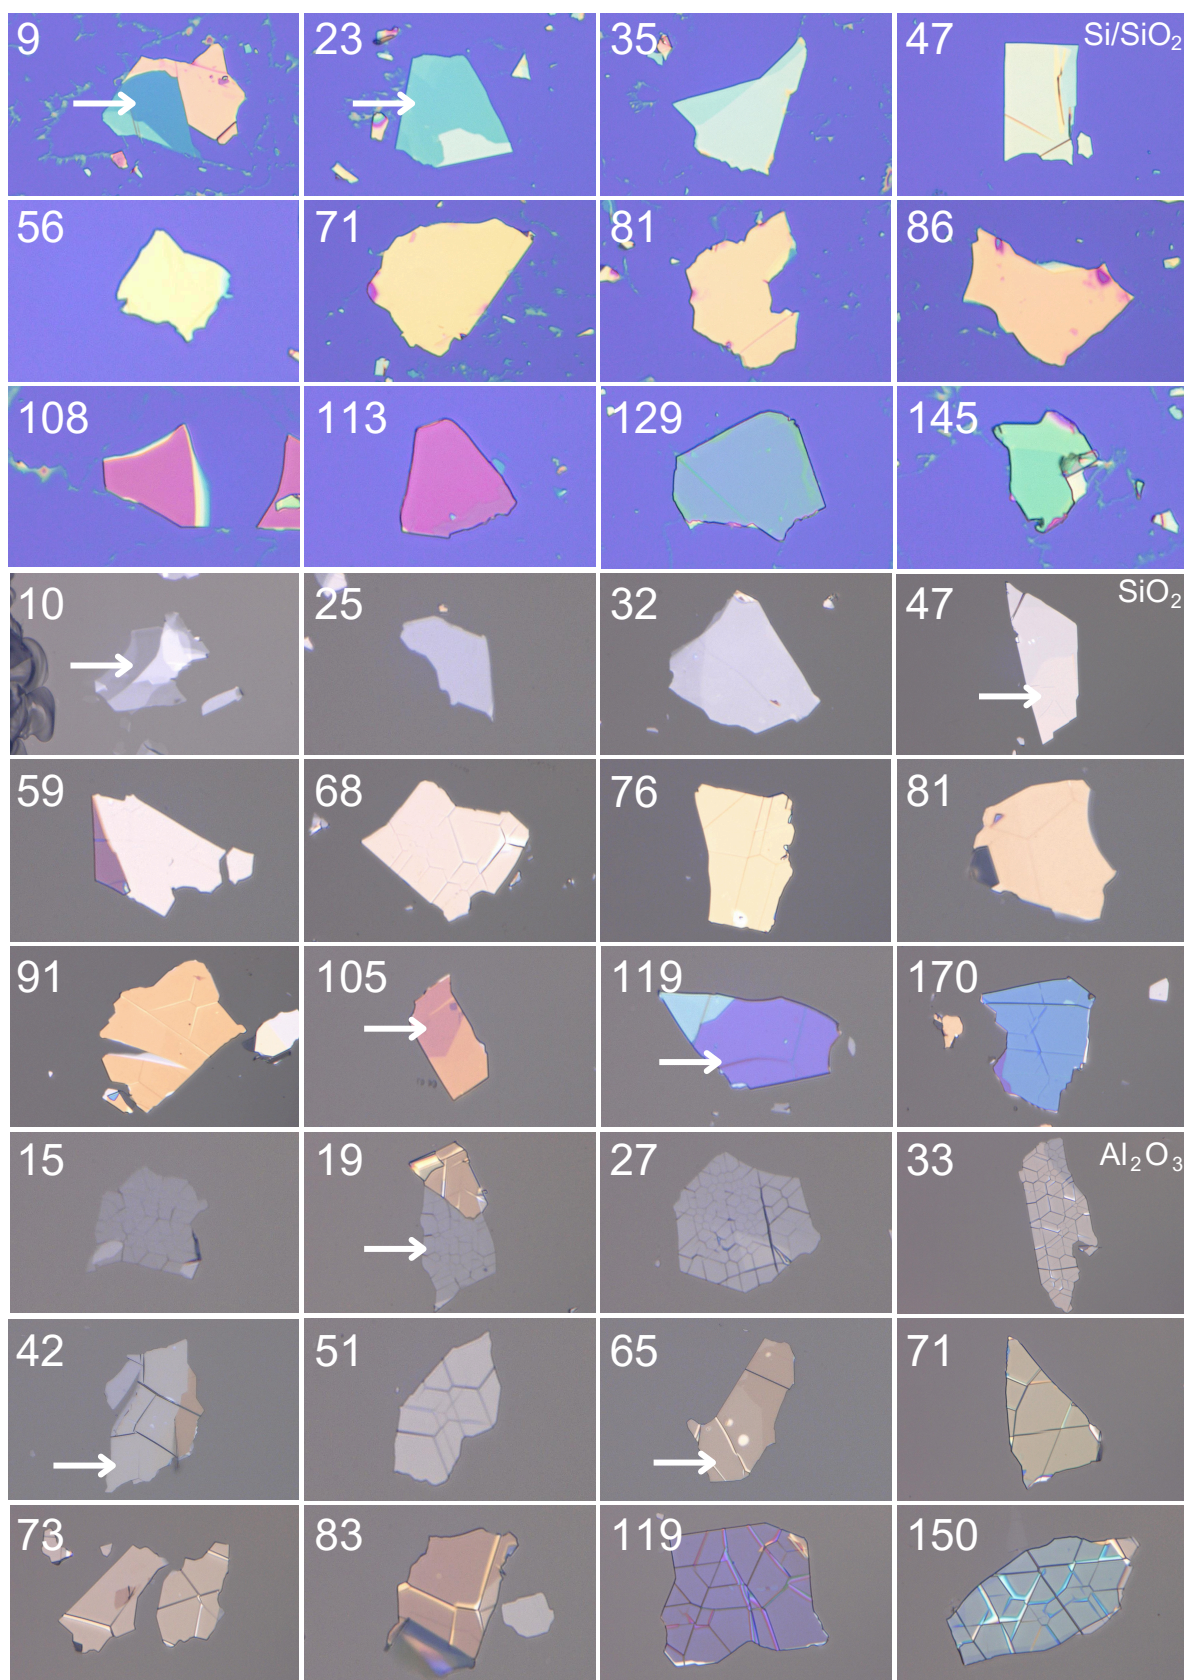 9 23 35 47 Si/SiO₂
56 71 81 86
108 113 129 145
10 25 32 47 SiO₂
59 68 76 81
91 105 119 170
15 19 27 33 Al₂O₃
42 51 65 71
73 83 119 150